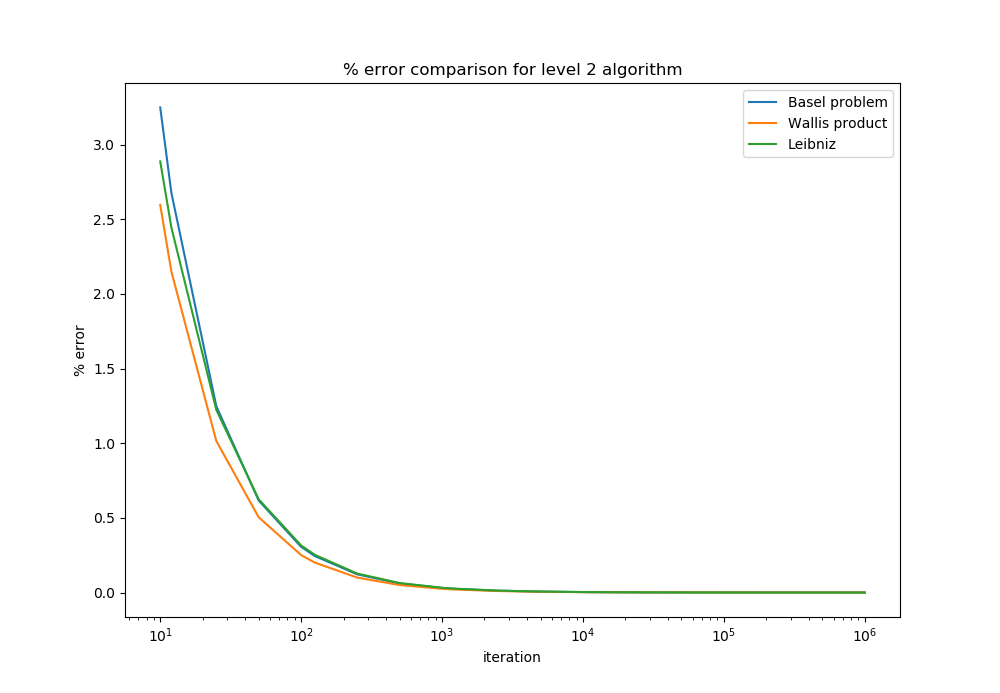 % error comparison for level 2 algorithm
Basel problem
Wallis product
Leibniz
% error
3.0
2.5
2.0
1.5
1.0
0.5
0.0
10¹ 10² 10³ 10⁴ 10⁵ 10⁶
iteration